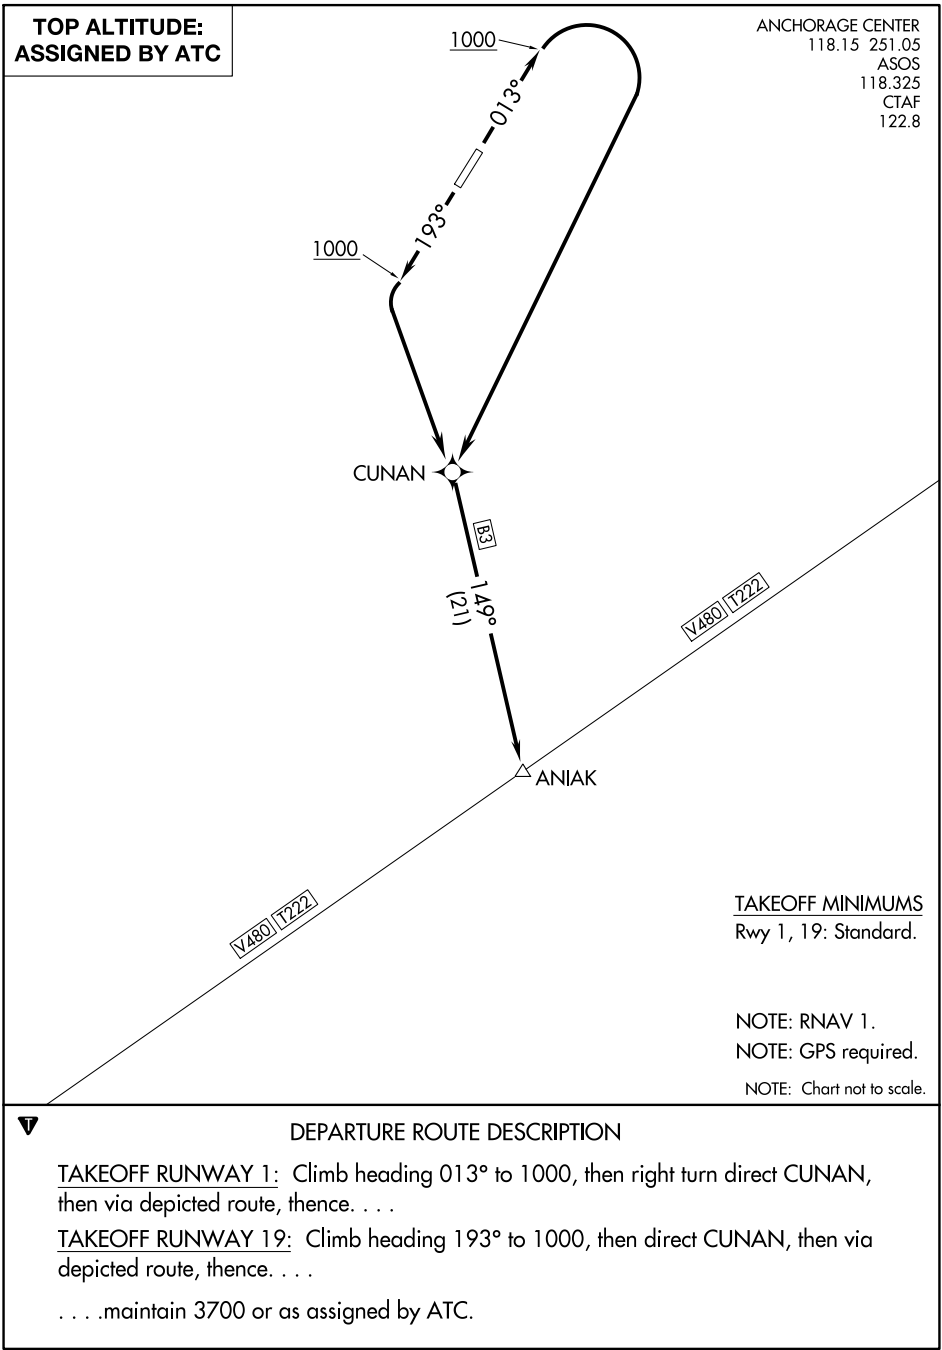 TOP ALTITUDE:
ASSIGNED BY ATC
ANCHORAGE CENTER
118.15 251.05
ASOS
118.325
CTAF
122.8
1000
013°
193°
1000
CUNAN
B3
149°
(21)
V480 T222
ANIAK
V480 T222
TAKEOFF MINIMUMS
Rwy 1, 19: Standard.
NOTE: RNAV 1.
NOTE: GPS required.
NOTE: Chart not to scale.
T
DEPARTURE ROUTE DESCRIPTION
TAKEOFF RUNWAY 1: Climb heading 013° to 1000, then right turn direct CUNAN,
then via depicted route, thence. . . .
TAKEOFF RUNWAY 19: Climb heading 193° to 1000, then direct CUNAN, then via
depicted route, thence. . . .
. . . .maintain 3700 or as assigned by ATC.